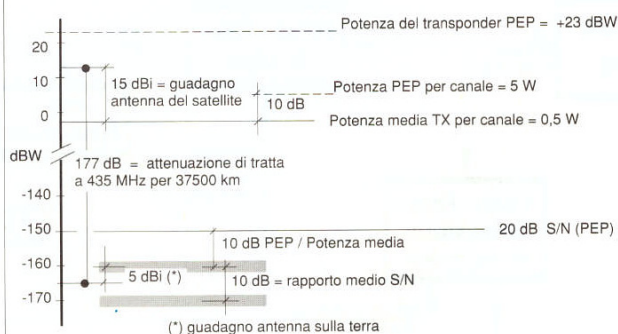 Potenza del transponder PEP = +23 dBW
20
10
15 dBi = guadagno
antenna del satellite
Potenza PEP per canale = 5 W
10 dB
0
Potenza media TX per canale = 0,5 W
dBW
177 dB = attenuazione di tratta
a 435 MHz per 37500 km
-140
-150
20 dB S/N (PEP)
10 dB PEP / Potenza media
-160
5 dBi (*)
10 dB = rapporto medio S/N
-170
(*) guadagno antenna sulla terra